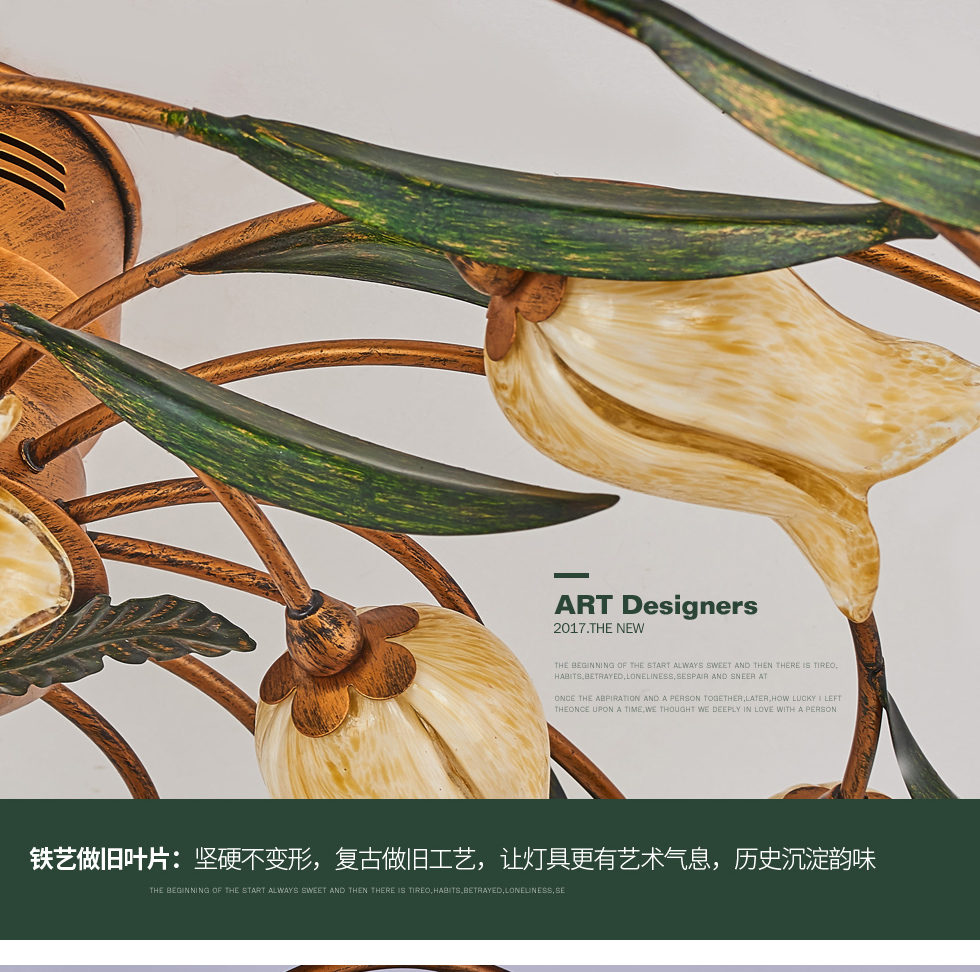 ART Designers
2017.THE NEW
THE BEGINNING OF THE START ALWAYS SWEET AND THEN THERE IS TIREO,
HABITS,BETRAYED,LONELINESS,SESPAIR AND SNEER AT
ONCE THE ABPIRATION AND A PERSON TOGETHER,LATER,HOW LUCKY I LEFT
THEONCE UPON A TIME,WE THOUGHT WE DEEPLY IN LOVE WITH A PERSON
铁艺做旧叶片：坚硬不变形，复古做旧工艺，让灯具更有艺术气息，历史沉淀韵味
THE BEGINNING OF THE START ALWAYS SWEET AND THEN THERE IS TIREO,HABITS,BETRAYED,LONELINESS,SE